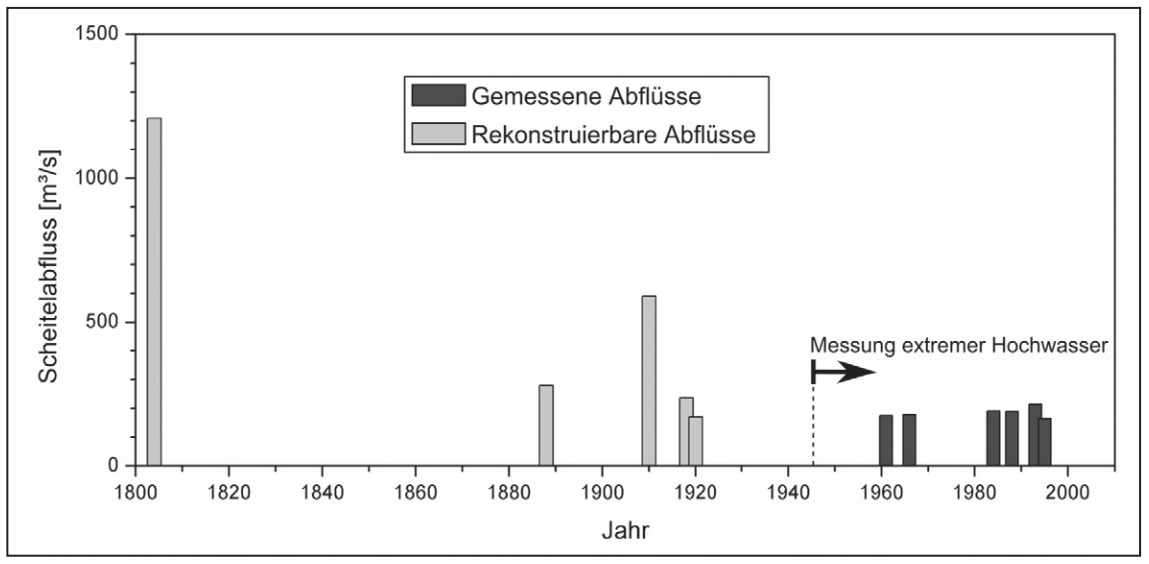 1500
1000
500
0
Scheitelabfluss [m³/s]
Gemessene Abflüsse
Rekonstruierbare Abflüsse
Messung extremer Hochwasser
1800 1820 1840 1860 1880 1900 1920 1940 1960 1980 2000
Jahr